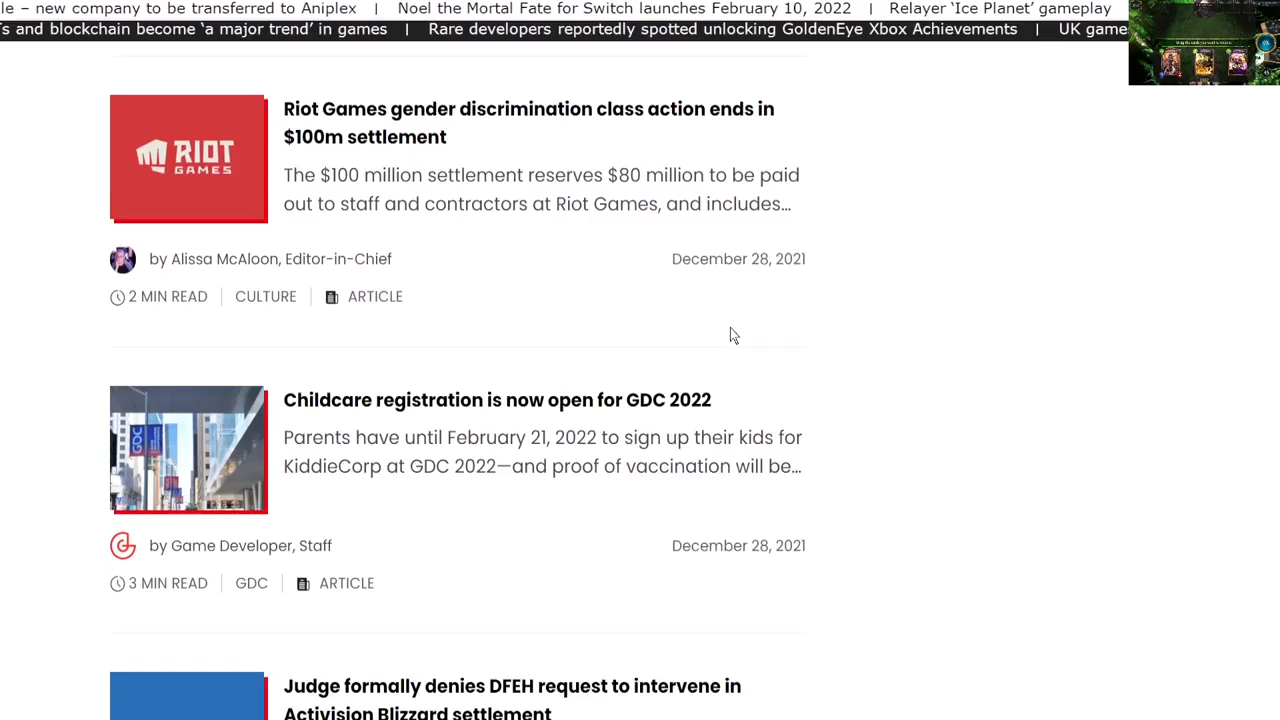 le – new company to be transferred to Aniplex | Noel the Mortal Fate for Switch launches February 10, 2022 | Relayer ‘Ice Planet’ gameplay
Ts and blockchain become ‘a major trend’ in games | Rare developers reportedly spotted unlocking GoldenEye Xbox Achievements | UK game
Riot Games gender discrimination class action ends in
$100m settlement
RIOT
GAMES
The $100 million settlement reserves $80 million to be paid
out to staff and contractors at Riot Games, and includes...
by Alissa McAloon, Editor-in-Chief
December 28, 2021
2 MIN READ | CULTURE | ARTICLE
Childcare registration is now open for GDC 2022
GDC
Parents have until February 21, 2022 to sign up their kids for
KiddieCorp at GDC 2022—and proof of vaccination will be...
by Game Developer, Staff
December 28, 2021
3 MIN READ | GDC | ARTICLE
Judge formally denies DFEH request to intervene in
Activision Blizzard settlement